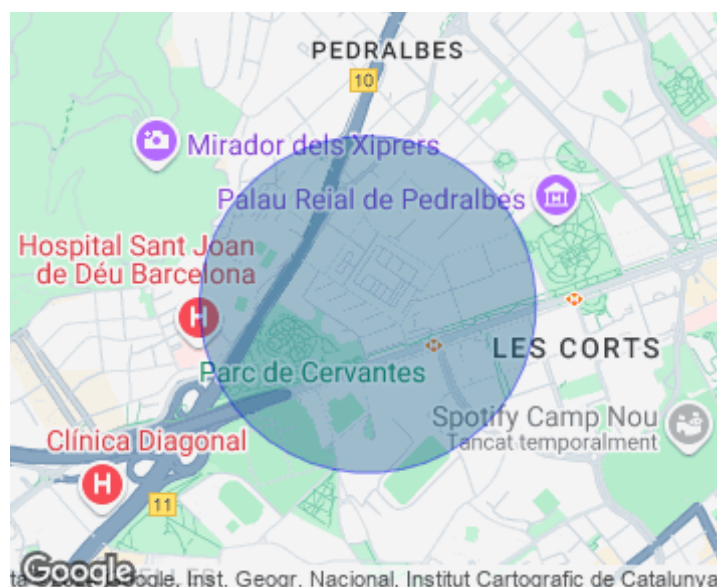 PEDRALBES
10
Mirador dels Xiprers
Palau Reial de Pedralbes
Hospital Sant Joan
de Déu Barcelona
H
LES CORTS
Parc de Cervantes
Spotify Camp Nou
Tancat temporalment
Clínica Diagonal
H
11
Google
Inst. Geogr. Nacional, Institut Cartografic de Catalunya